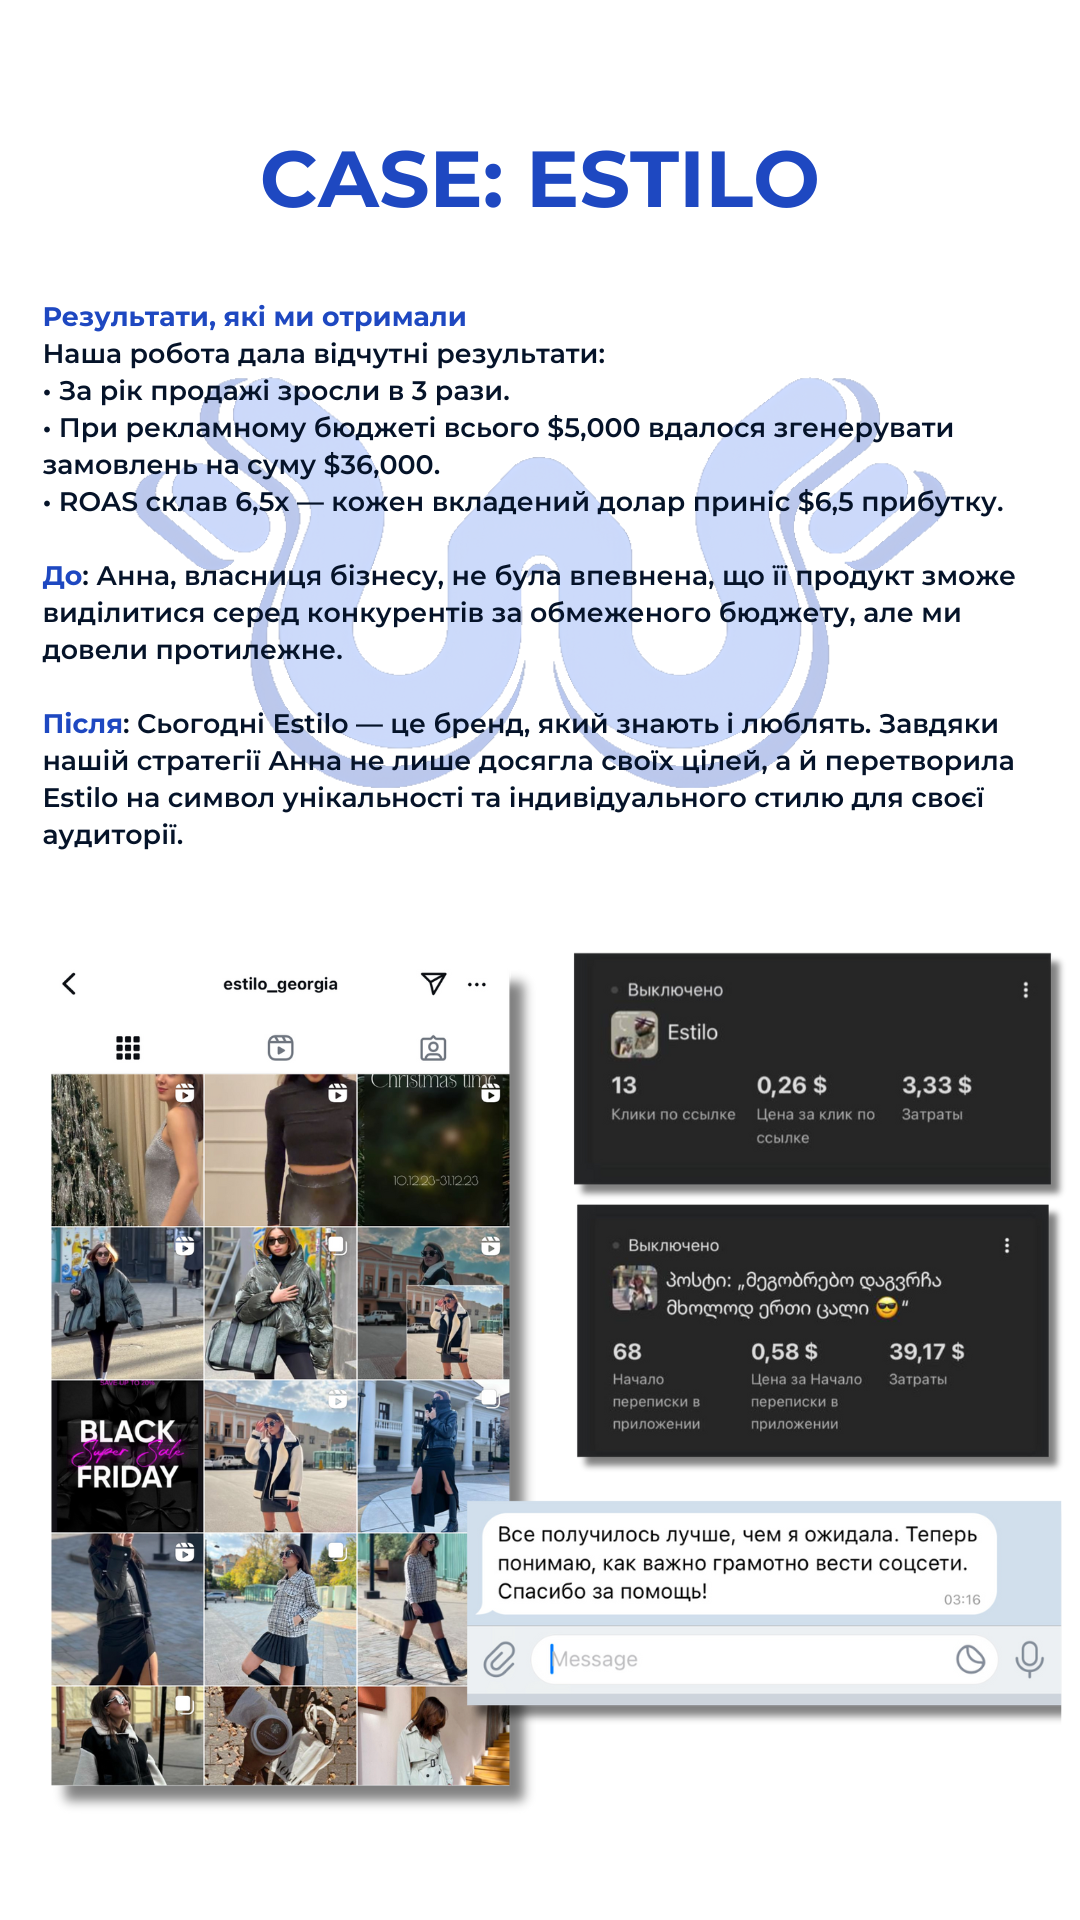 CASE: ESTILO
Результати, які ми отримали
Наша робота дала відчутні результати:
• За рік продажі зросли в 3 рази.
• При рекламному бюджеті всього $5,000 вдалося згенерувати
замовлень на суму $36,000.
• ROAS склав 6,5x — кожен вкладений долар приніс $6,5 прибутку.
До: Анна, власниця бізнесу, не була впевнена, що її продукт зможе
виділитися серед конкурентів за обмеженого бюджету, але ми
довели протилежне.
Після: Сьогодні Estilo — це бренд, який знають і люблять. Завдяки
нашій стратегії Анна не лише досягла своїх цілей, а й перетворила
Estilo на символ унікальності та індивідуального стилю для своєї
аудиторії.
estilo_georgia
Christmas time
10.12.23-31.12.23
SAVE UP TO 20%
BLACK
Super Sale
FRIDAY
Выключено
Estilo
13
0,26 $
3,33 $
Клики по ссылке
Цена за клик по
ссылке
Затраты
Выключено
პოსტი: „მეგობრებო დაგვრჩა
მხოლოდ ერთი ცალი 😎“
68
0,58 $
39,17 $
Начало
переписки в
приложении
Цена за Начало
переписки в
приложении
Затраты
Все получилось лучше, чем я ожидала. Теперь
понимаю, как важно грамотно вести соцсети.
Спасибо за помощь!
03:16
Message